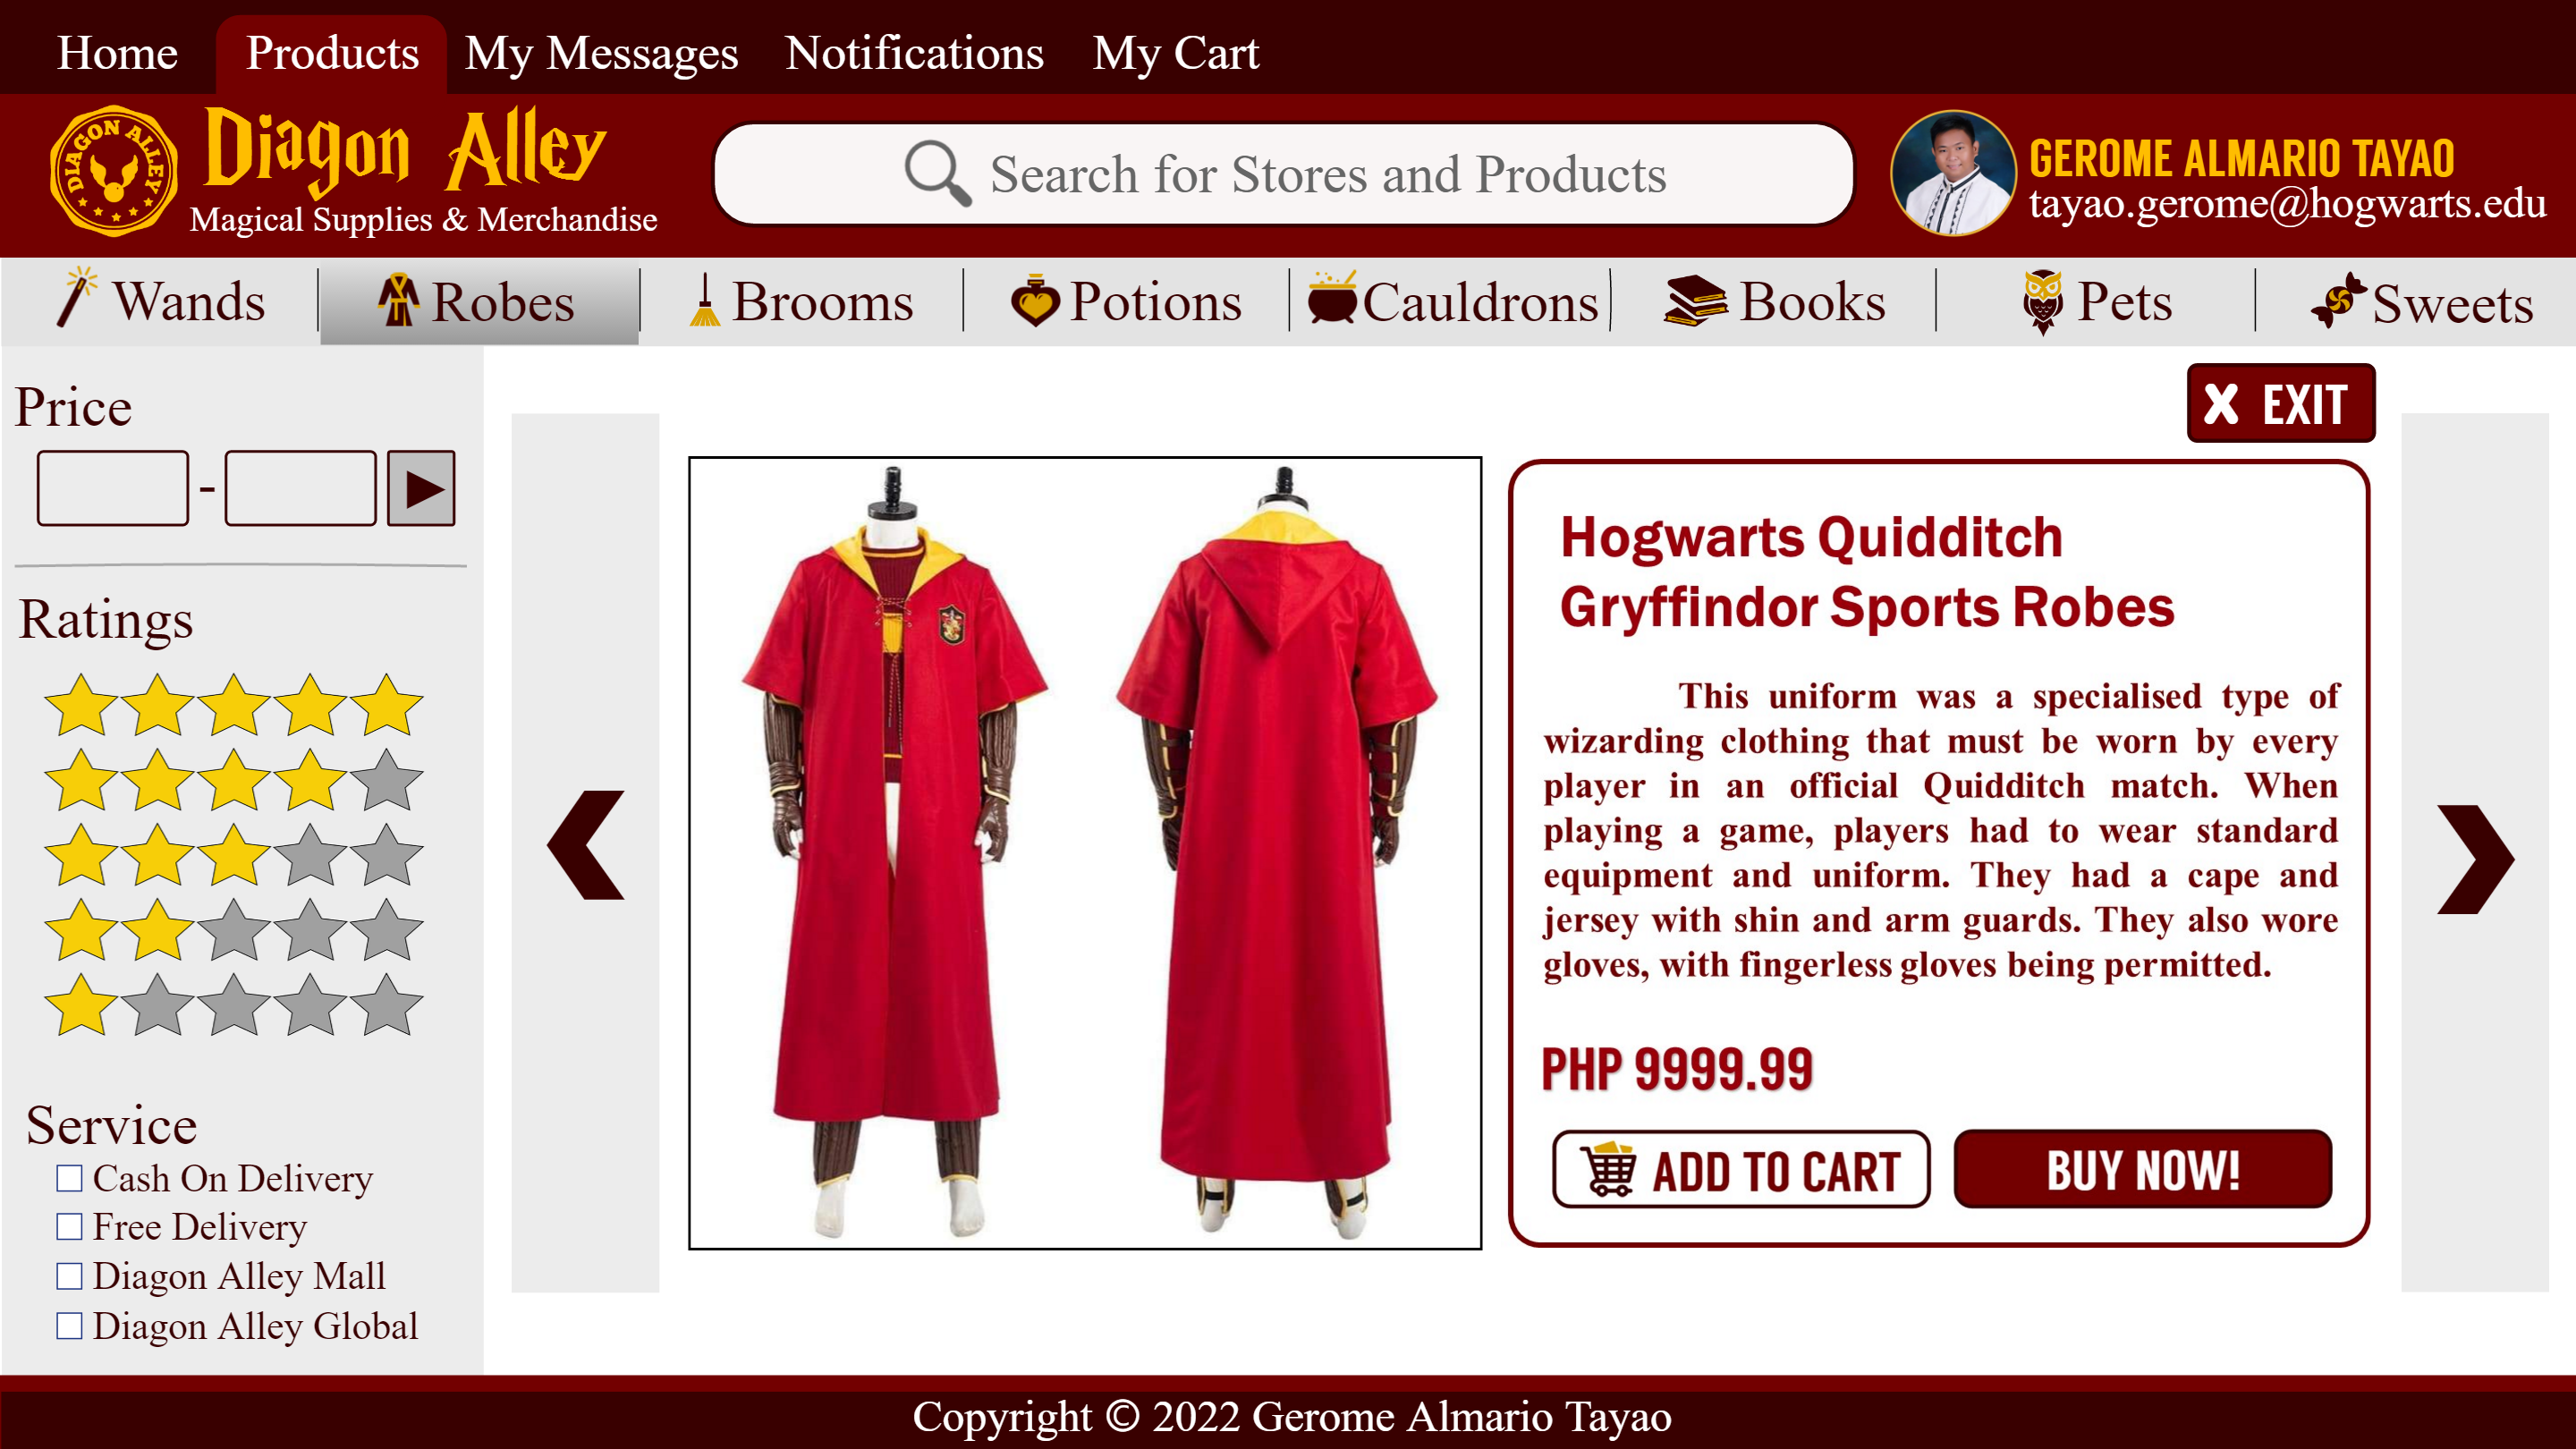 Home Products My Messages Notifications My Cart
DIAGON ALLEY
Diagon Alley
Magical Supplies & Merchandise
Search for Stores and Products
GEROME ALMARIO TAYAO
tayao.gerome@hogwarts.edu
Wands Robes Brooms Potions Cauldrons Books Pets Sweets
Price
-
Ratings
Service
Cash On Delivery
Free Delivery
Diagon Alley Mall
Diagon Alley Global
X EXIT
Hogwarts Quidditch
Gryffindor Sports Robes
This uniform was a specialised type of
wizarding clothing that must be worn by every
player in an official Quidditch match. When
playing a game, players had to wear standard
equipment and uniform. They had a cape and
jersey with shin and arm guards. They also wore
gloves, with fingerless gloves being permitted.
PHP 9999.99
ADD TO CART
BUY NOW!
Copyright © 2022 Gerome Almario Tayao